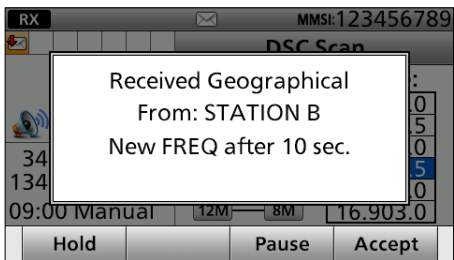 RX MMSI:123456789
DSC Scan
Received Geographical
From: STATION B
New FREQ after 10 sec.
:
.0
.5
.0
34 .5
134 .0
09:00 Manual 12M 8M 16.903.0
Hold Pause Accept